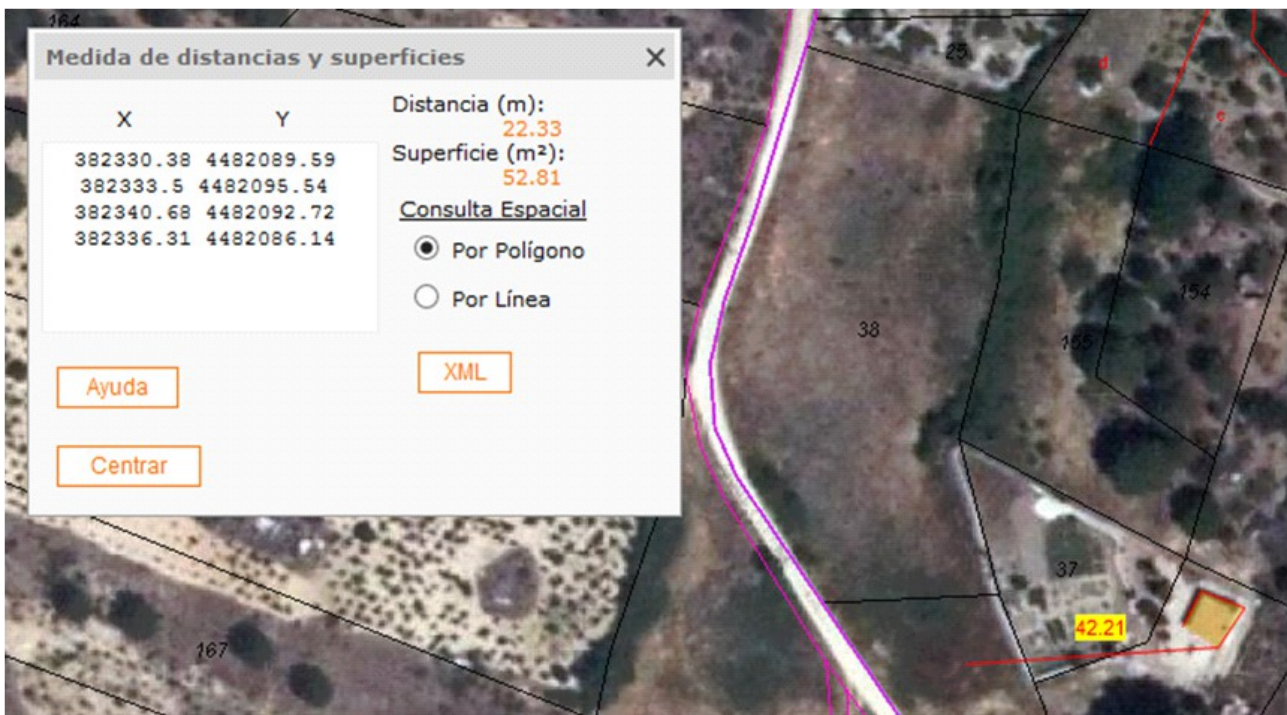 164
Medida de distancias y superficies
X Y
382330.38 4482089.59
382333.5 4482095.54
382340.68 4482092.72
382336.31 4482086.14
Distancia (m):
22.33
Superficie (m²):
52.81
Consulta Espacial
Por Polígono
Por Línea
XML
Ayuda
Centrar
25
d
e
154
38
37
42.21
167